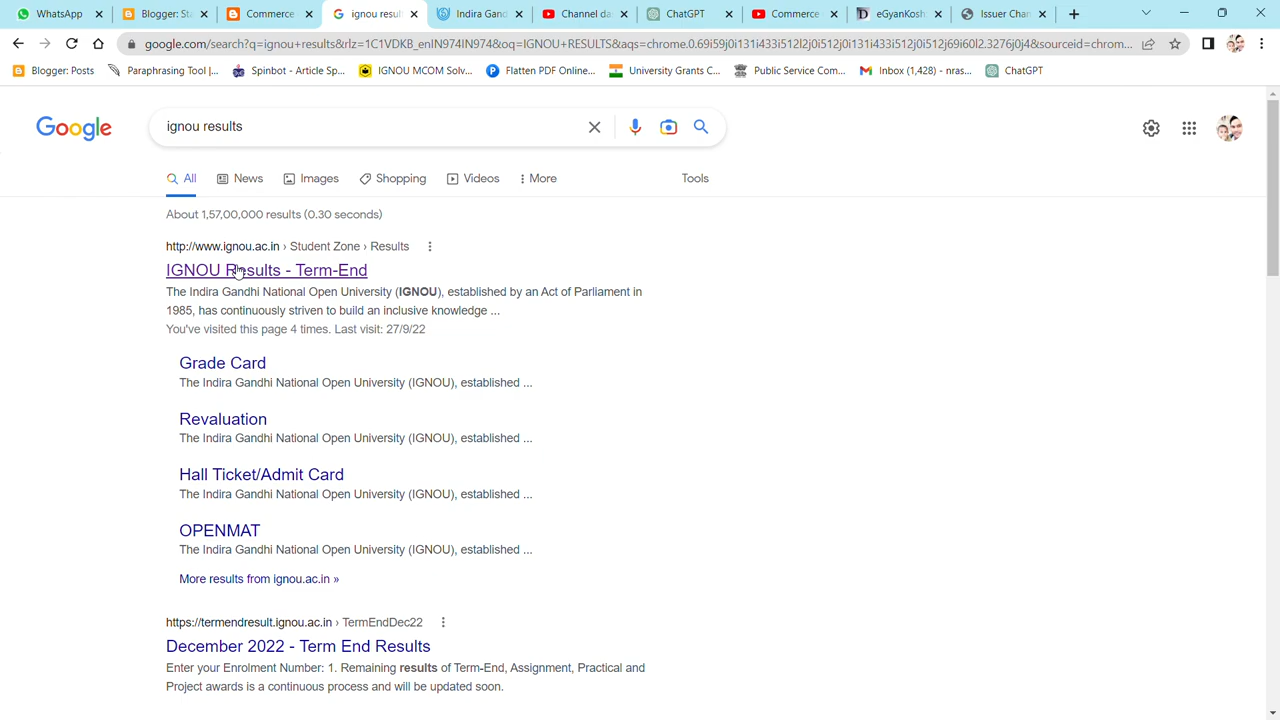 WhatsApp
Blogger: Sta
Commerce
ignou result
Indira Gand
Channel da
ChatGPT
Commerce
eGyanKosh
Issuer Chan
google.com/search?q=ignou+results&rlz=1C1VDKB_enIN974IN974&oq=IGNOU+RESULTS&aqs=chrome.0.69i59j0i131i433i512l2j0i512j0i131i433i512j0i512j69i60l2.3276j0j4&sourceid=chrom...
Blogger: Posts
Paraphrasing Tool |...
Spinbot - Article Sp...
IGNOU MCOM Solv...
Flatten PDF Online...
University Grants C...
Public Service Com...
Inbox (1,428) - nras...
ChatGPT
Google
ignou results
All
News
Images
Shopping
Videos
More
Tools
About 1,57,00,000 results (0.30 seconds)
http://www.ignou.ac.in › Student Zone › Results
IGNOU Results - Term-End
The Indira Gandhi National Open University (IGNOU), established by an Act of Parliament in
1985, has continuously striven to build an inclusive knowledge ...
You've visited this page 4 times. Last visit: 27/9/22
Grade Card
The Indira Gandhi National Open University (IGNOU), established ...
Revaluation
The Indira Gandhi National Open University (IGNOU), established ...
Hall Ticket/Admit Card
The Indira Gandhi National Open University (IGNOU), established ...
OPENMAT
The Indira Gandhi National Open University (IGNOU), established ...
More results from ignou.ac.in »
https://termendresult.ignou.ac.in › TermEndDec22
December 2022 - Term End Results
Enter your Enrolment Number: 1. Remaining results of Term-End, Assignment, Practical and
Project awards is a continuous process and will be updated soon.